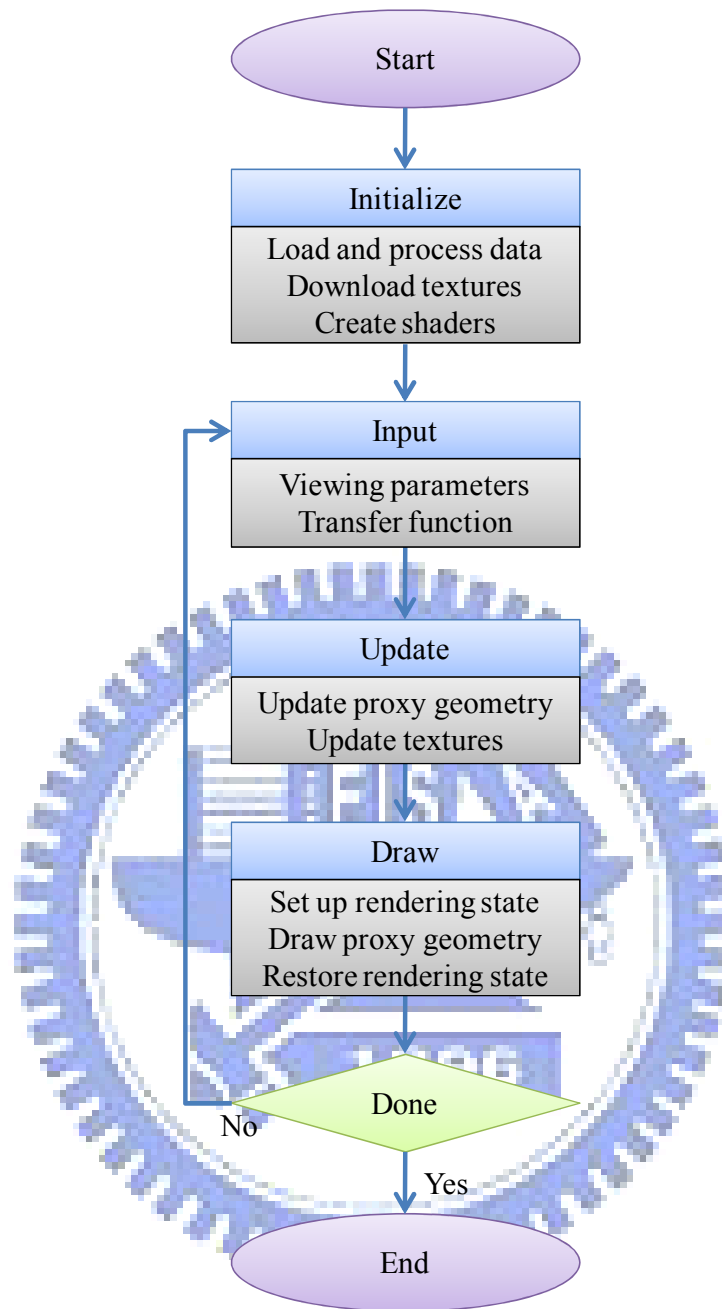 Start
Initialize
Load and process data
Download textures
Create shaders
Input
Viewing parameters
Transfer function
Update
Update proxy geometry
Update textures
Draw
Set up rendering state
Draw proxy geometry
Restore rendering state
Done
No
Yes
End